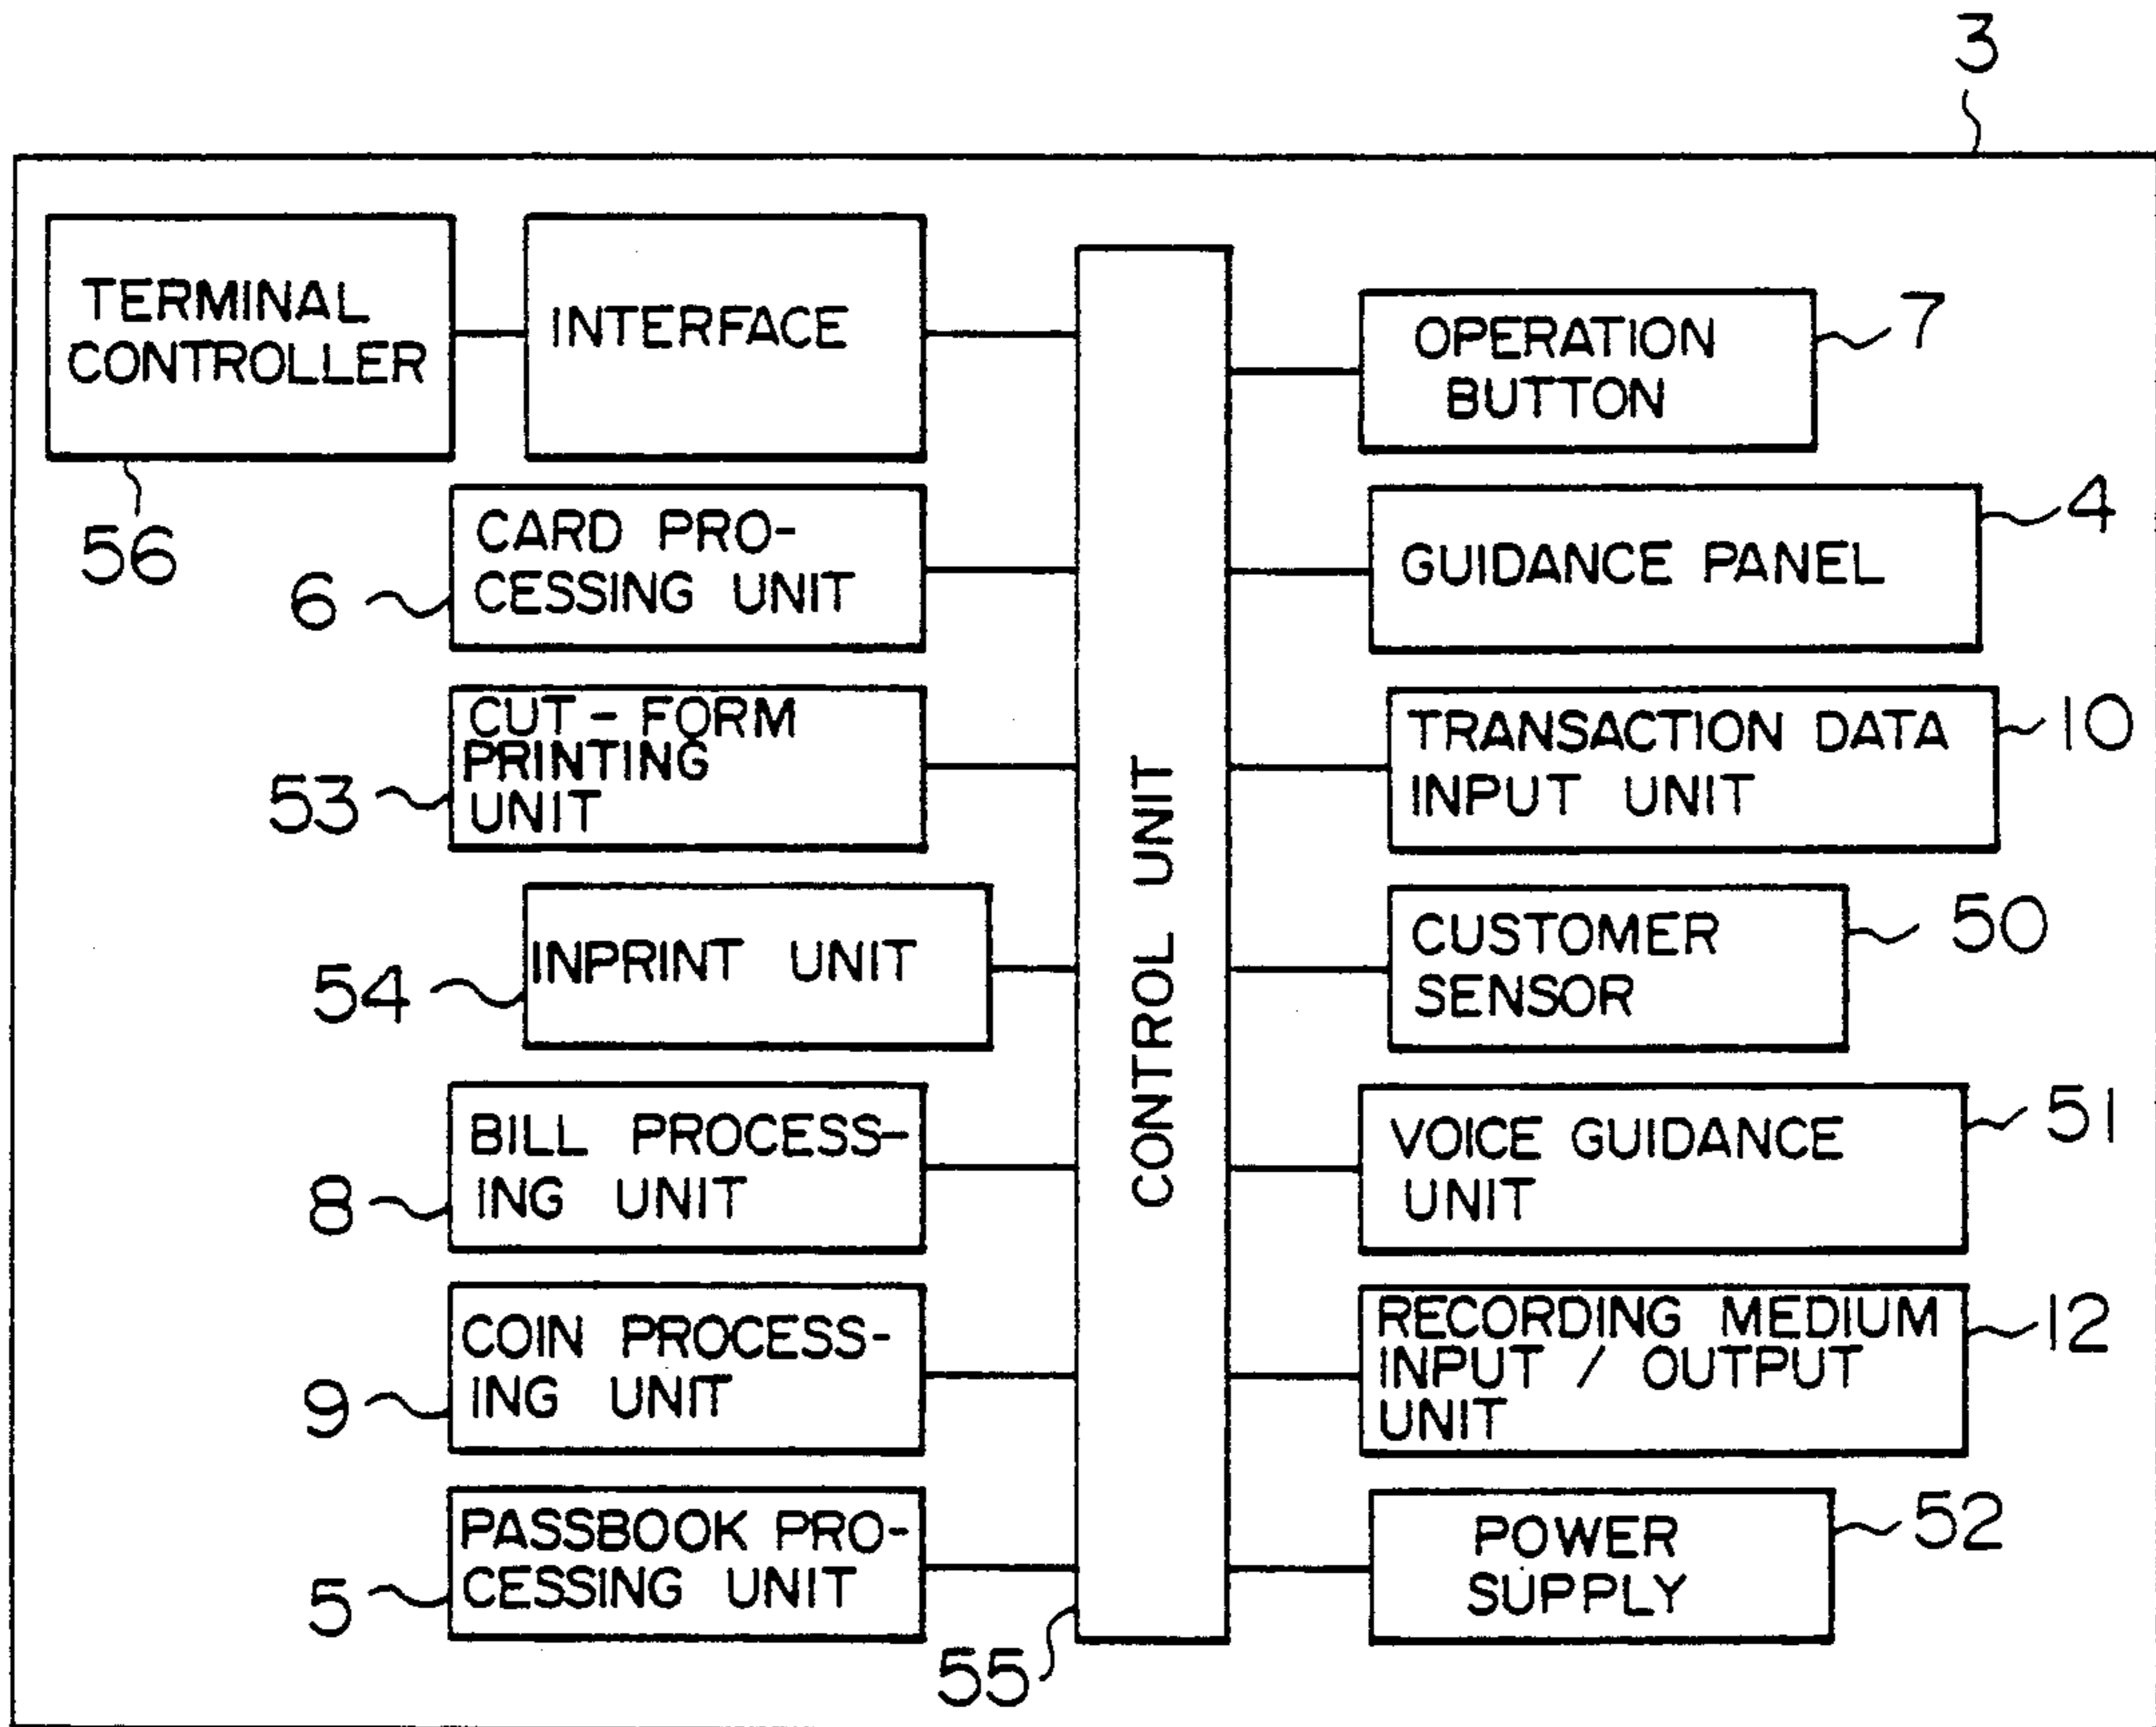 3
TERMINAL
CONTROLLER
56
INTERFACE
6
CARD PRO-
CESSING UNIT
53
CUT-FORM
PRINTING
UNIT
54
INPRINT UNIT
8
BILL PROCESS-
ING UNIT
9
COIN PROCESS-
ING UNIT
5
PASSBOOK PRO-
CESSING UNIT
CONTROL UNIT
55
OPERATION
BUTTON
7
GUIDANCE PANEL
4
TRANSACTION DATA
INPUT UNIT
10
CUSTOMER
SENSOR
50
VOICE GUIDANCE
UNIT
51
RECORDING MEDIUM
INPUT / OUTPUT
UNIT
12
POWER
SUPPLY
52